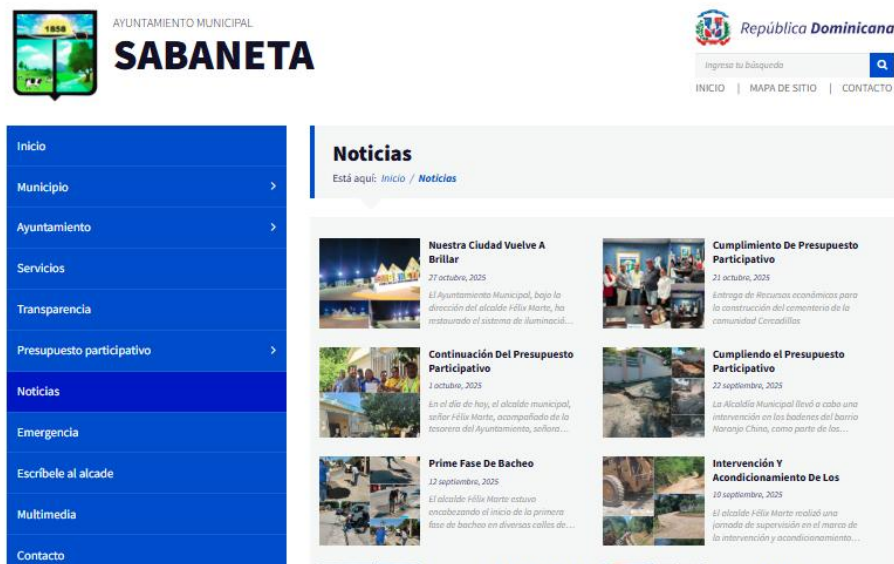 1858
AYUNTAMIENTO MUNICIPAL
SABANETA
República Dominicana
Ingresa tu búsqueda
INICIO | MAPA DE SITIO | CONTACTO
Inicio
Municipio
Ayuntamiento
Servicios
Transparencia
Presupuesto participativo
Noticias
Emergencia
Escríbele al alcade
Multimedia
Contacto
Noticias
Está aquí: Inicio / Noticias
Nuestra Ciudad Vuelve A
Brillar
27 octubre, 2025
El Ayuntamiento Municipal, bajo la
dirección del alcalde Félix Marte, ha
restaurado el sistema de iluminació...
Cumplimiento De Presupuesto
Participativo
21 octubre, 2025
Entrega de Recursos económicos para
la construcción del cementerio de la
comunidad Cercadillas
Continuación Del Presupuesto
Participativo
1 octubre, 2025
En el día de hoy, el alcalde municipal,
señor Félix Marte, acompañado de la
tesorera del Ayuntamiento, señora...
Cumpliendo el Presupuesto
Participativo
22 septiembre, 2025
La Alcaldía Municipal llevó a cabo una
intervención en los badenes del barrio
Naranjo Chino, como parte de los...
Prime Fase De Bacheo
12 septiembre, 2025
El alcalde Félix Marte estuvo
encabezando el inicio de la primera
fase de bacheo en diversas calles de...
Intervención Y
Acondicionamiento De Los
10 septiembre, 2025
El alcalde Félix Marte realizó una
jornada de supervisión en el marco de
la intervención y acondicionamiento...